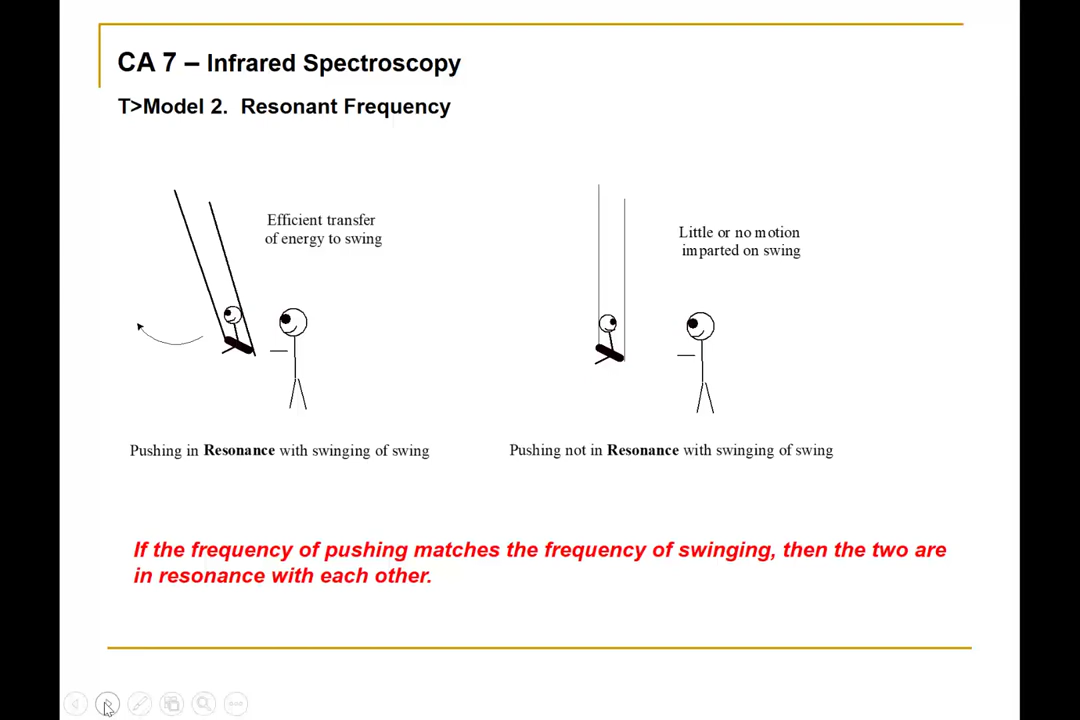 CA 7 – Infrared Spectroscopy
T>Model 2. Resonant Frequency
Efficient transfer
of energy to swing
Little or no motion
imparted on swing
Pushing in Resonance with swinging of swing
Pushing not in Resonance with swinging of swing
If the frequency of pushing matches the frequency of swinging, then the two are
in resonance with each other.